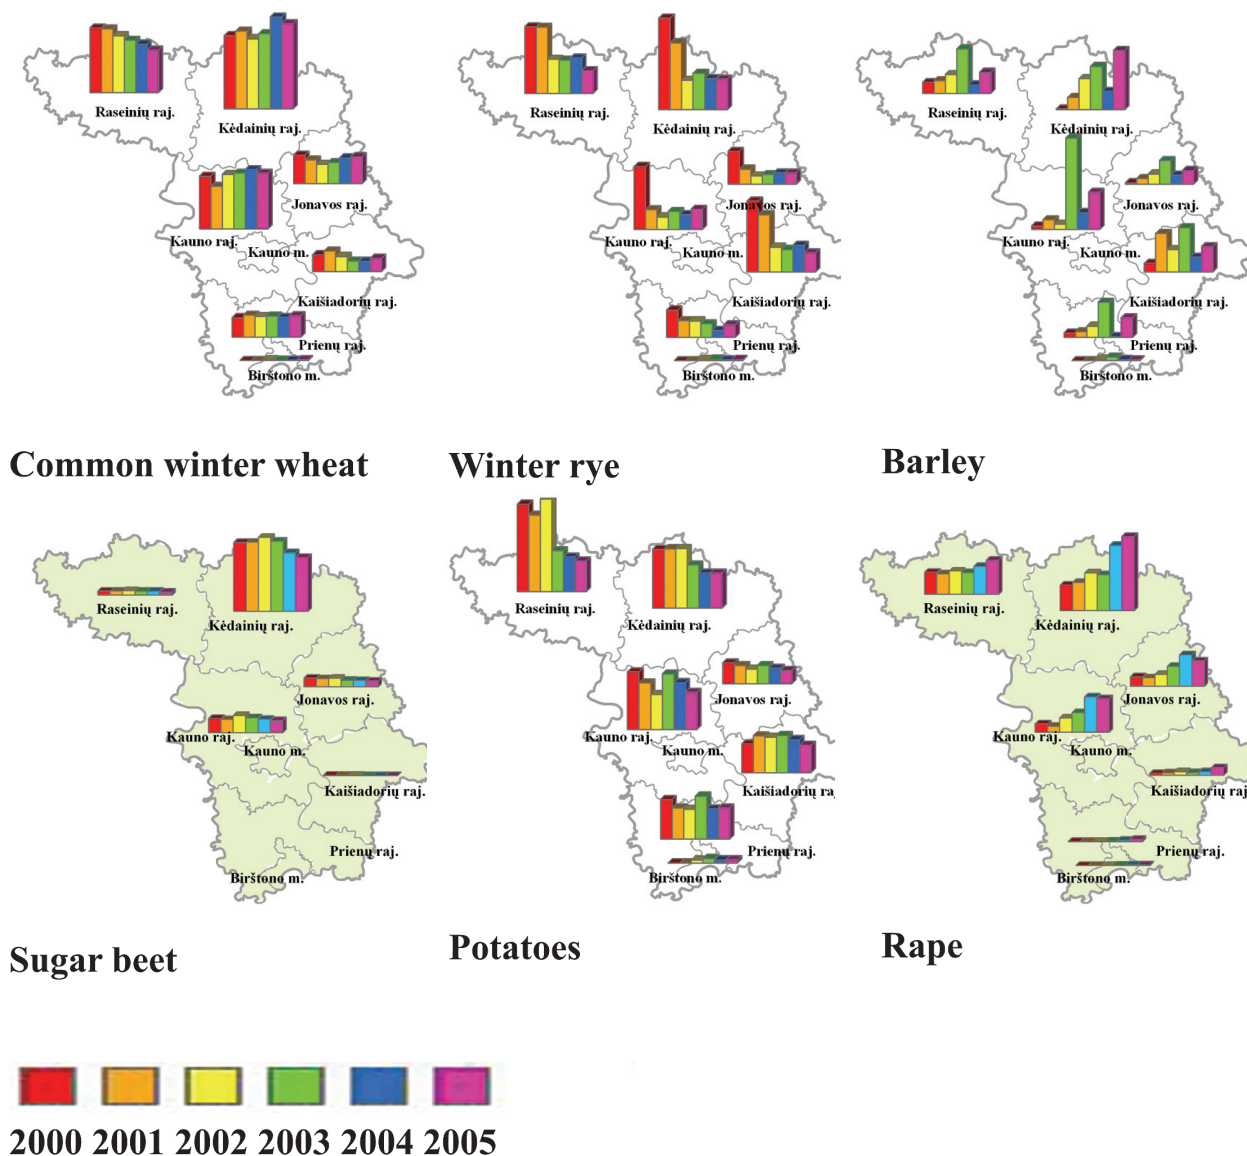 Raseinių raj.
Kėdainių raj.
Jonavos raj.
Kauno raj.
Kauno m.
Kaišiadorių raj.
Prienų raj.
Birštono m.
Common winter wheat
Raseinių raj.
Kėdainių raj.
Jonavos raj.
Kauno raj.
Kauno m.
Kaišiadorių raj.
Prienų raj.
Birštono m.
Winter rye
Raseinių raj.
Kėdainių raj.
Jonavos raj.
Kauno raj.
Kauno m.
Kaišiadorių raj.
Prienų raj.
Birštono m.
Barley
Raseinių raj.
Kėdainių raj.
Jonavos raj.
Kauno raj.
Kauno m.
Kaišiadorių raj.
Prienų raj.
Birštono m.
Sugar beet
Raseinių raj.
Kėdainių raj.
Jonavos raj.
Kauno raj.
Kauno m.
Kaišiadorių raj
Prienų raj.
Birštono m.
Potatoes
Raseinių raj.
Kėdainių raj.
Jonavos raj.
Kauno raj.
Kauno m.
Kaišiadorių raj
Prienų raj.
Birštono m.
Rape
2000 2001 2002 2003 2004 2005